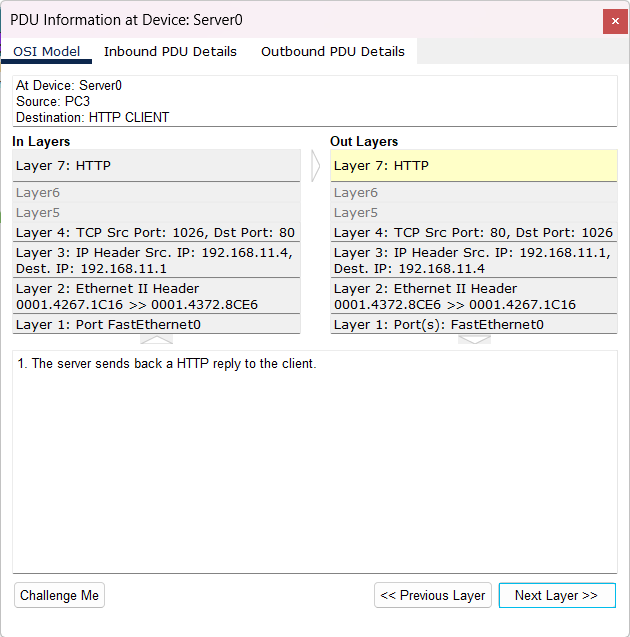 PDU Information at Device: Server0
OSI Model
Inbound PDU Details
Outbound PDU Details
At Device: Server0
Source: PC3
Destination: HTTP CLIENT
In Layers
Layer 7: HTTP
Layer6
Layer5
Layer 4: TCP Src Port: 1026, Dst Port: 80
Layer 3: IP Header Src. IP: 192.168.11.4,
Dest. IP: 192.168.11.1
Layer 2: Ethernet II Header
0001.4267.1C16 >> 0001.4372.8CE6
Layer 1: Port FastEthernet0
Out Layers
Layer 7: HTTP
Layer6
Layer5
Layer 4: TCP Src Port: 80, Dst Port: 1026
Layer 3: IP Header Src. IP: 192.168.11.1,
Dest. IP: 192.168.11.4
Layer 2: Ethernet II Header
0001.4372.8CE6 >> 0001.4267.1C16
Layer 1: Port(s): FastEthernet0
1. The server sends back a HTTP reply to the client.
Challenge Me
<< Previous Layer
Next Layer >>